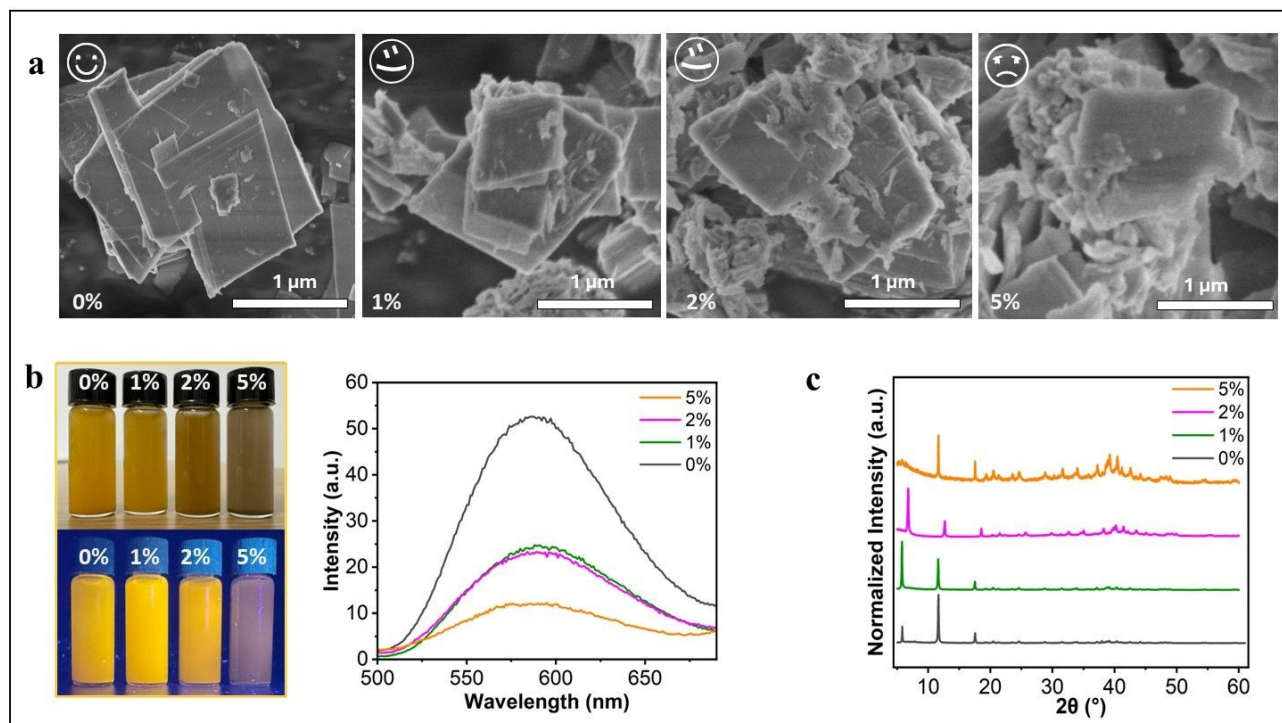 a
1 µm
0%
1 µm
1%
1 µm
2%
1 µm
5%
b
0% 1% 2% 5%
0% 1% 2% 5%
60
50
40
30
20
10
0
500 550 600 650
Intensity (a.u.)
Wavelength (nm)
5%
2%
1%
0%
c
Normalized Intensity (a.u.)
5%
2%
1%
0%
10 20 30 40 50 60
2θ (°)